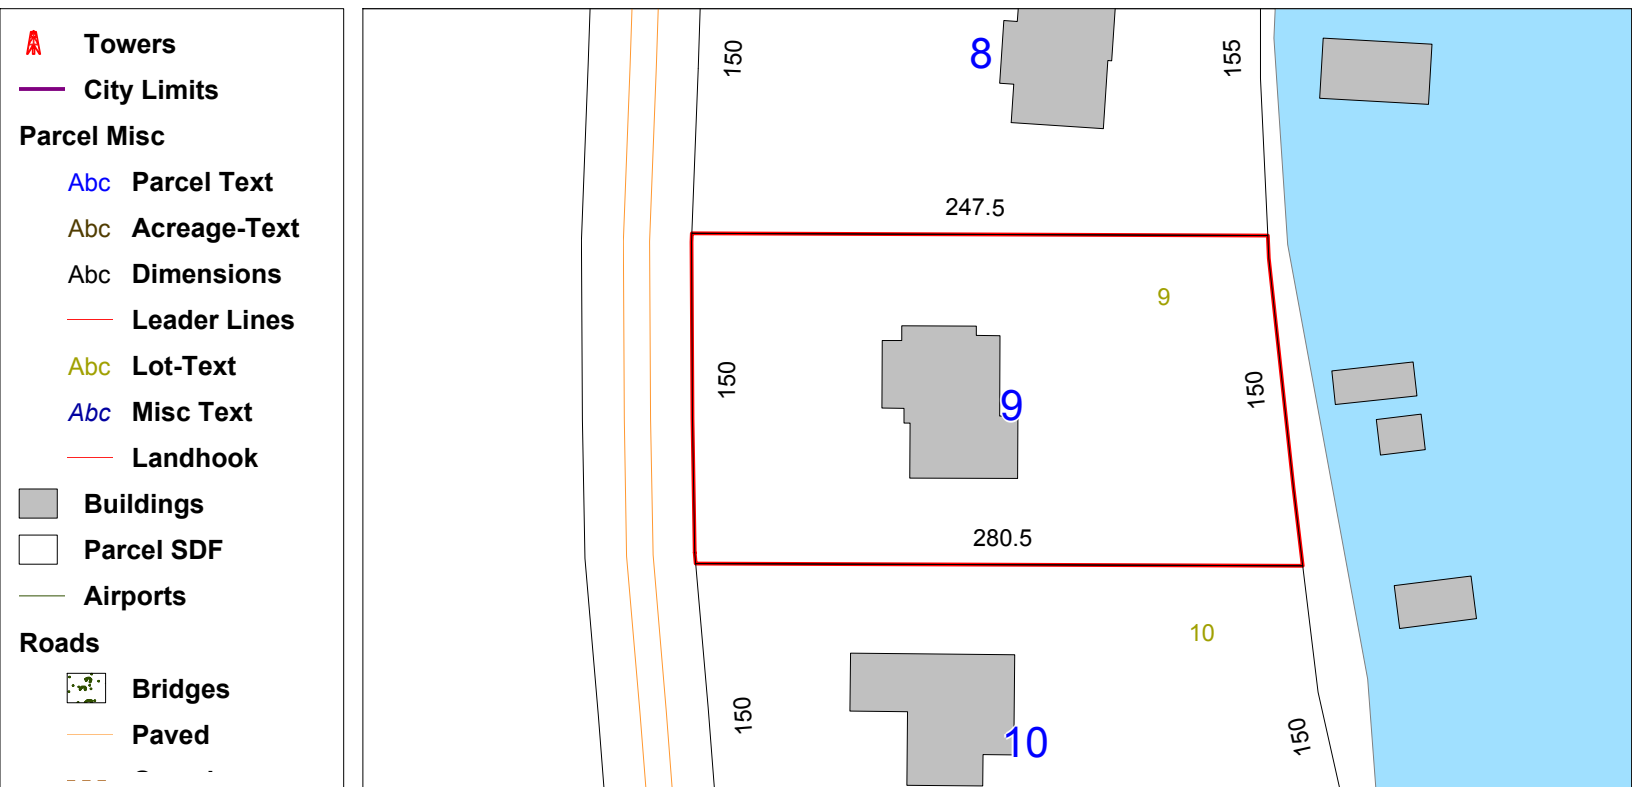 Towers
City Limits
Parcel Misc
Abc Parcel Text
Abc Acreage-Text
Abc Dimensions
Leader Lines
Abc Lot-Text
Abc Misc Text
Landhook
Buildings
Parcel SDF
Airports
Roads
Bridges
Paved
150
8
155
247.5
9
150
9
150
280.5
10
150
10
150